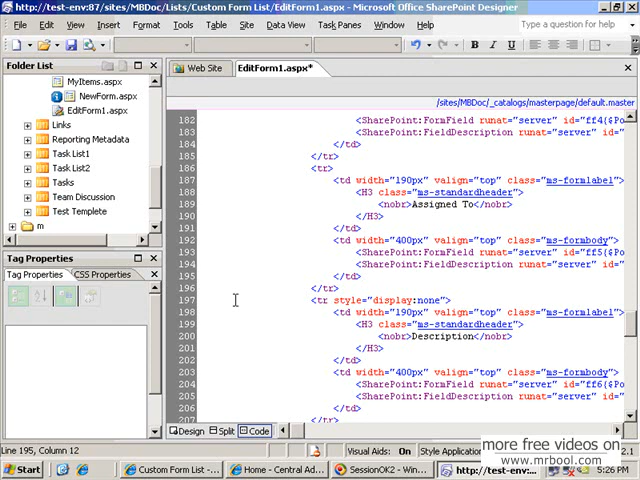 http://test-env:87/sites/MBDoc/Lists/Custom Form List/EditForm1.aspx - Microsoft Office SharePoint Designer
File Edit View Insert Format Tools Table Site Data View Task Panes Window Help
Type a question for help
Folder List
Web Site
EditForm1.aspx*
/sites/MBDoc/_catalogs/masterpage/default.master
MyItems.aspx
NewForm.aspx
EditForm1.aspx
Links
Reporting Metadata
Task List1
Task List2
Tasks
Team Discussion
Test Templete
m
Tag Properties
Tag Properties CSS Properties
182 <SharePoint:FormField runat="server" id="ff4{$Po
183 <SharePoint:FieldDescription runat="server" id="f
184 </td>
185 </tr>
186 <tr>
187 <td width="190px" valign="top" class="ms-formlabel">
188 <H3 class="ms-standardheader">
189 <nobr>Assigned To</nobr>
190 </H3>
191 </td>
192 <td width="400px" valign="top" class="ms-formbody">
193 <SharePoint:FormField runat="server" id="ff5{$Po
194 <SharePoint:FieldDescription runat="server" id="f
195 </td>
196 </tr>
197 <tr style="display:none">
198 <td width="190px" valign="top" class="ms-formlabel">
199 <H3 class="ms-standardheader">
200 <nobr>Description</nobr>
201 </H3>
202 </td>
203 <td width="400px" valign="top" class="ms-formbody">
204 <SharePoint:FormField runat="server" id="ff6{$Po
205 <SharePoint:FieldDescription runat="server" id="f
206 </td>
207 </tr>
Design Split Code
Line 195, Column 12
Visual Aids: On
Style Application
2.1
more free videos on
www.mrbool.com
Start
Custom Form List -...
Home - Central Ad...
SessionOK2 - ...
http://test-env:...
5:26 PM